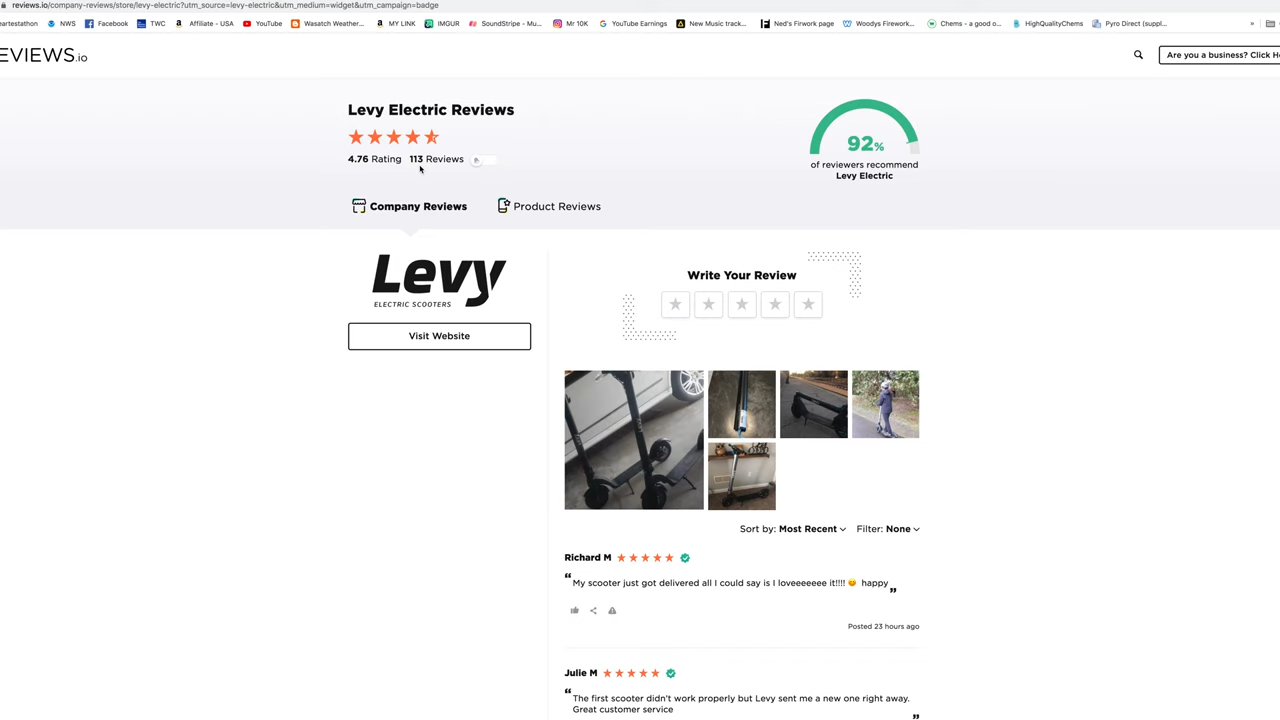 reviews.io/company-reviews/store/levy-electric?utm_source=levy-electric&utm_medium=widget&utm_campaign=badge
eartestathon NWS Facebook TWC Affiliate - USA YouTube Wasatch Weather... MY LINK IMGUR SoundStripe - Mu... Mr 10K YouTube Earnings New Music track... Ned's Firwork page Woodys Firework... Chems - a good o... HighQualityChems Pyro Direct (suppl... »
EVIEWS.io
Are you a business? Click He
Levy Electric Reviews
4.76 Rating 113 Reviews
92%
of reviewers recommend
Levy Electric
Company Reviews Product Reviews
Levy
ELECTRIC SCOOTERS
Visit Website
Write Your Review
Sort by: Most Recent Filter: None
Richard M
“ My scooter just got delivered all I could say is I loveeeeeee it!!!! 😊 happy „
Posted 23 hours ago
Julie M
“ The first scooter didn't work properly but Levy sent me a new one right away.
Great customer service „